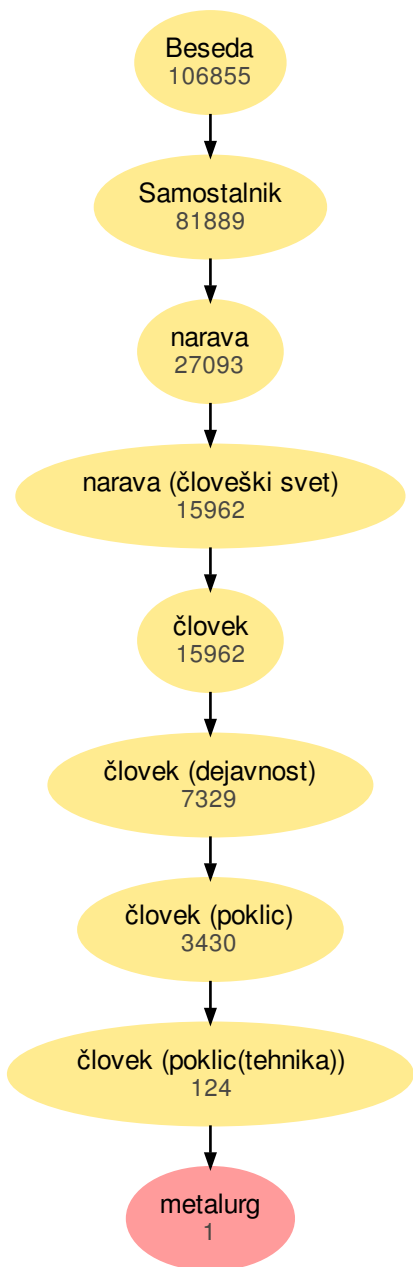 Beseda
106855
Samostalnik
81889
narava
27093
narava (človeški svet)
15962
človek
15962
človek (dejavnost)
7329
človek (poklic)
3430
človek (poklic(tehnika))
124
metalurg
1